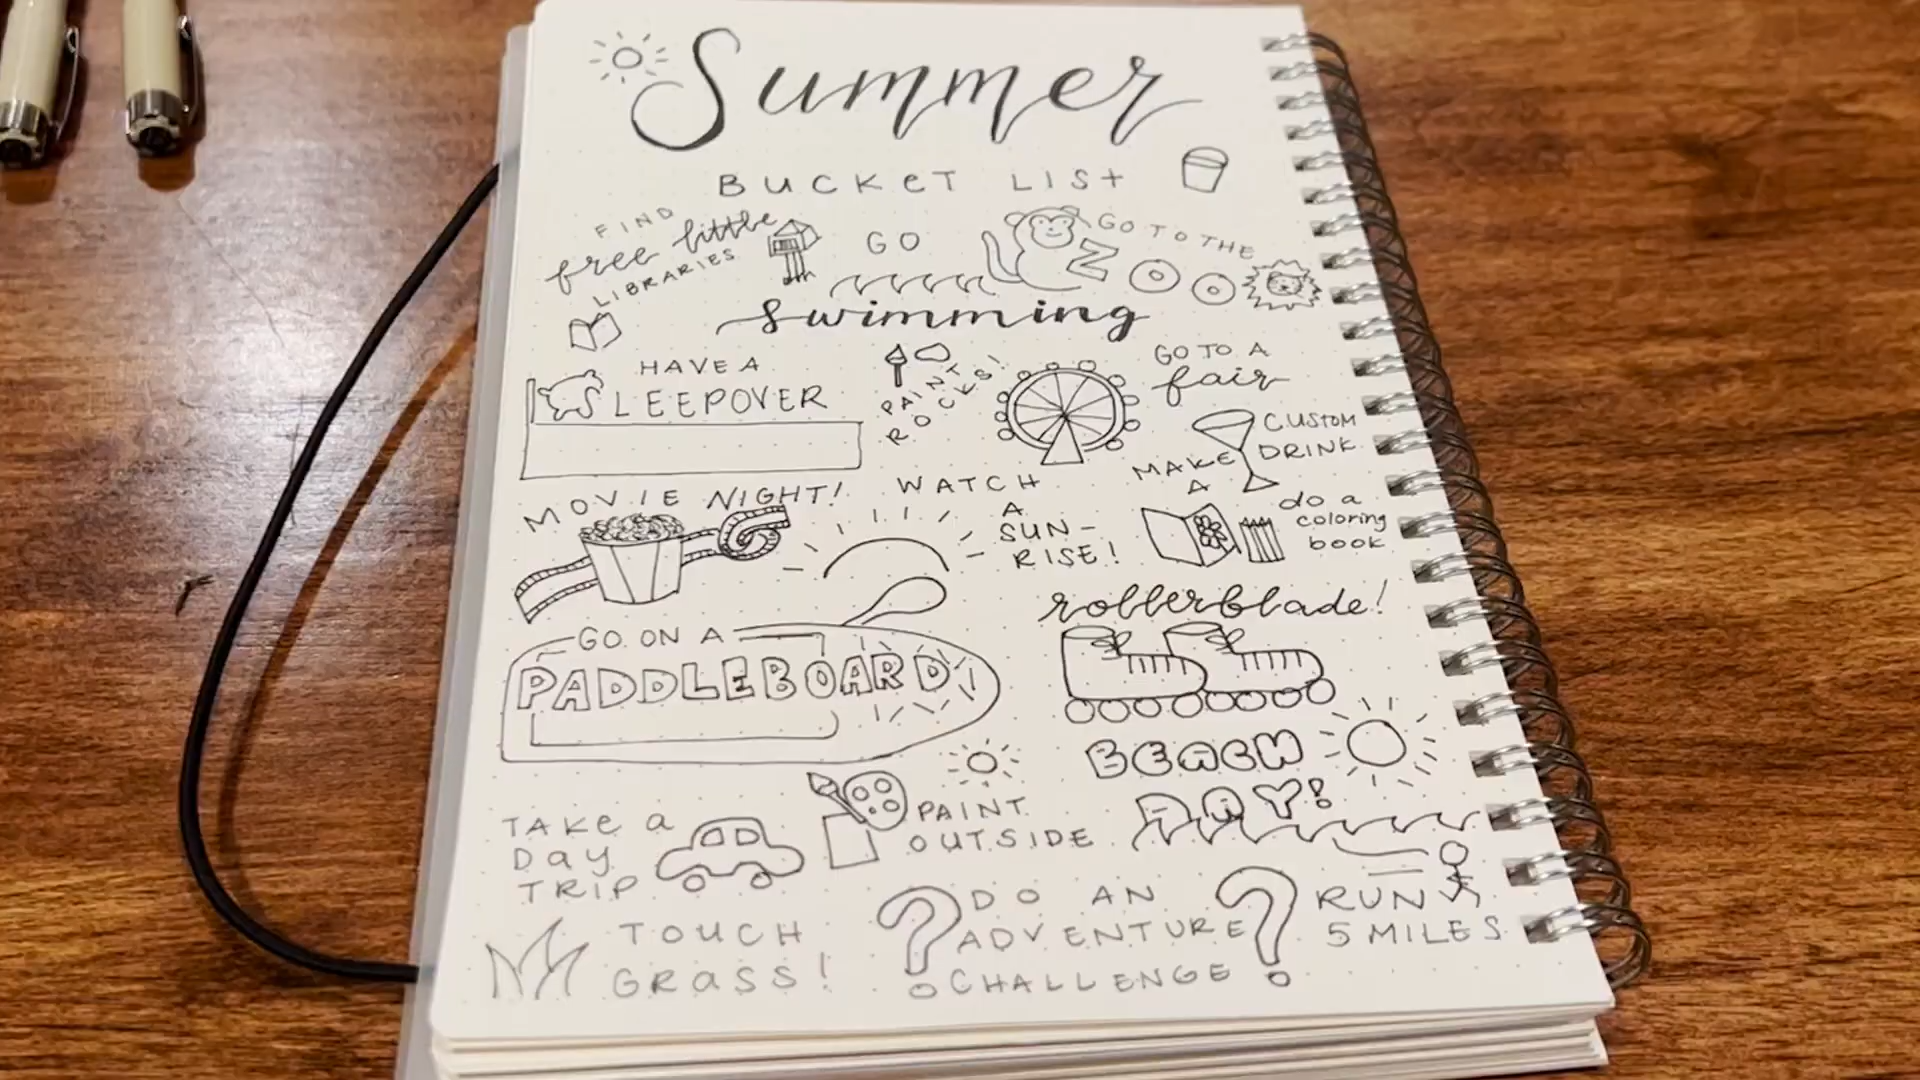 Summer
BUCKET LIST
FIND
free little
LIBRARIES
GO
swimming
GO TO THE
ZOO
HAVE A
SLEEPOVER
PAINT
ROCKS!
GO TO A
fair
MAKE
A
CUSTOM
DRINK
MOVIE NIGHT!
WATCH
A
SUN-
RISE!
do a
coloring
book
rollerblade!
GO ON A
PADDLEBOARD
BEACH
DAY!
TAKE a
Day
TRIP
PAINT
OUTSIDE
TOUCH
GRASS!
? DO AN ?
ADVENTURE
CHALLENGE
RUN
5 MILES